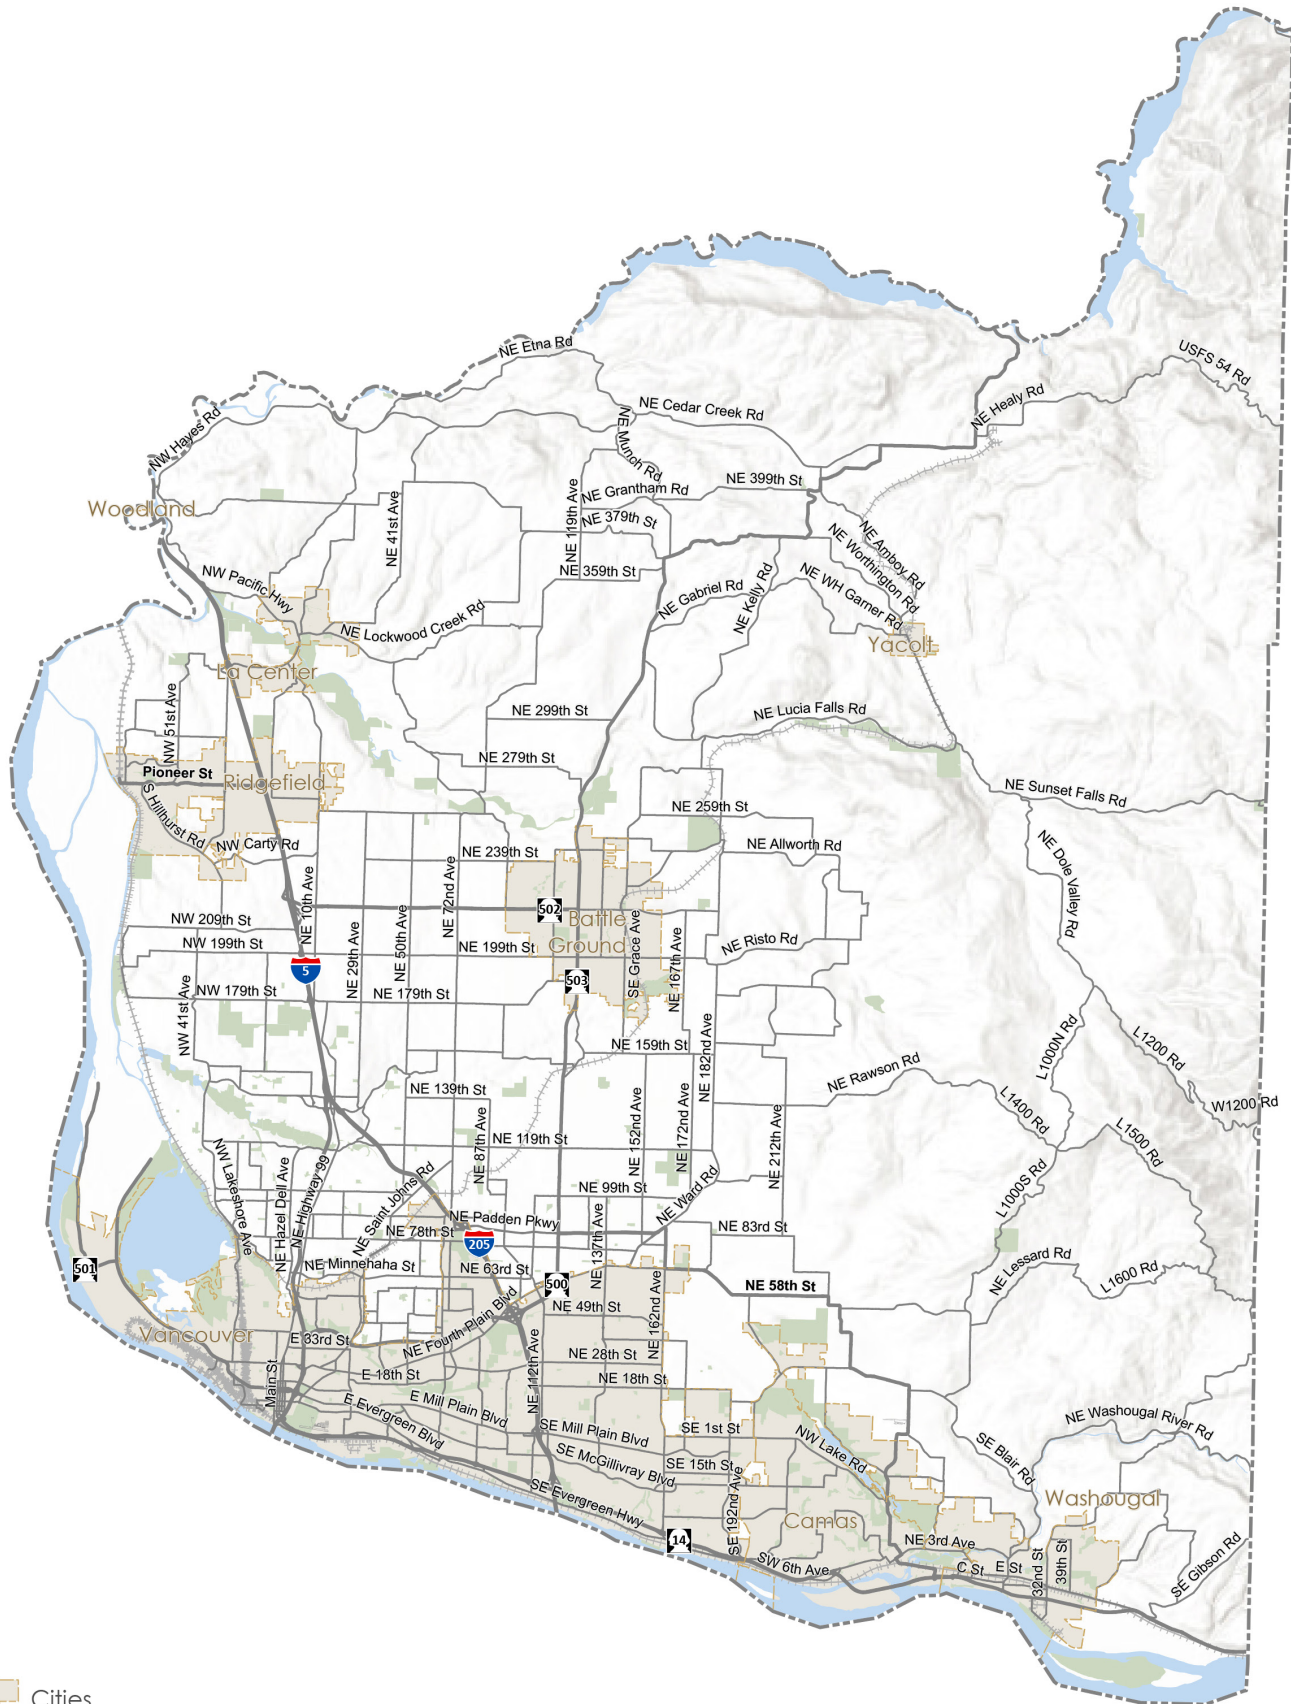 USFS 54 Rd
NE Etna Rd
NE Healy Rd
NE Cedar Creek Rd
NW Hayes Rd
NE Munch Rd
NE 399th St
NE Grantham Rd
Woodland
NE 41st Ave
NE 119th Ave
NE 379th St
NE Amboy Rd
NE Worthington Rd
NE 359th St
NW Pacific Hwy
NE Gabriel Rd
NE Kelly Rd
NE WH Garner Rd
NE Lockwood Creek Rd
Yacolt
La Center
NW 51st Ave
NE 299th St
NE Lucia Falls Rd
NE 279th St
Pioneer St
Ridgefield
NE Sunset Falls Rd
S Hillhurst Rd
NE 259th St
NW Carty Rd
NE 239th St
NE Allworth Rd
NE Dole Valley Rd
NE 10th Ave
NE 72nd Ave
502
Battle
Ground
NW 209th St
NE 50th Ave
SE Grace Ave
NW 199th St
NE 199th St
NE Risto Rd
NE 29th Ave
NE 167th Ave
5
503
NW 179th St
NE 179th St
NW 41st Ave
NE 159th St
NE 182nd Ave
L1000N Rd
L1200 Rd
NE Rawson Rd
NE 139th St
L1400 Rd
W1200 Rd
NE 152nd Ave
NE 172nd Ave
NE 87th Ave
NE 119th St
NE 212th Ave
L1500 Rd
NW Lakeshore Ave
NE Hazel Dell Ave
NE Highway 99
NE Saint Johns Rd
NE 99th St
NE Ward Rd
L1000S Rd
NE Padden Pkwy
NE 78th St
NE 83rd St
205
NE 137th Ave
501
NE Minnehaha St
NE 63rd St
NE Lessard Rd
L1600 Rd
500
NE 58th St
NE 162nd Ave
NE 49th St
Vancouver
E 33rd St
NE Fourth Plain Blvd
NE 112th Ave
NE 28th St
E 18th St
NE 18th St
Main St
E Mill Plain Blvd
E Evergreen Blvd
SE Mill Plain Blvd
SE 1st St
NE Washougal River Rd
NW Lake Rd
SE McGillivray Blvd
SE 15th St
SE Blair Rd
SE Evergreen Hwy
SE 192nd Ave
Washougal
Camas
14
NE 3rd Ave
SW 6th Ave
C St
E St
32nd St
39th St
SE Gibson Rd
Cities